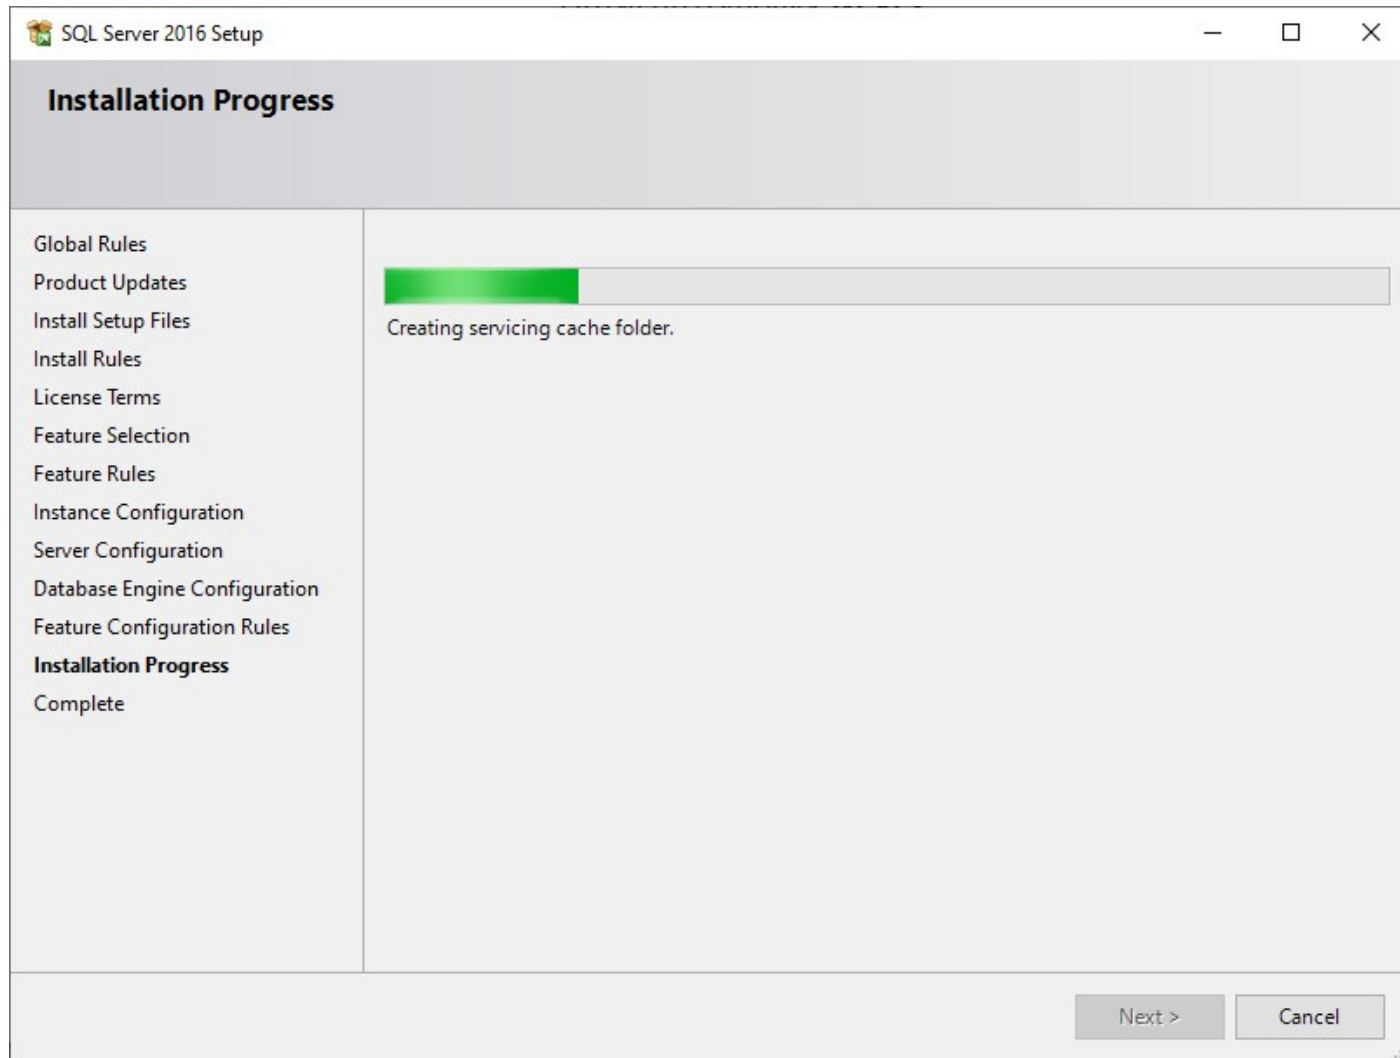 SQL Server 2016 Setup
Installation Progress
Global Rules
Product Updates
Install Setup Files
Install Rules
License Terms
Feature Selection
Feature Rules
Instance Configuration
Server Configuration
Database Engine Configuration
Feature Configuration Rules
Installation Progress
Complete
Creating servicing cache folder.
Next >
Cancel